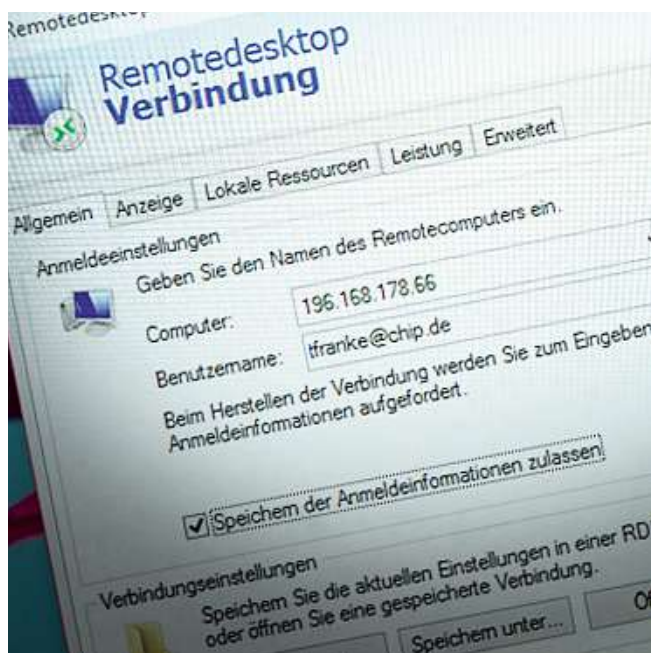 Remotedesktop
Verbindung
Allgemein Anzeige Lokale Ressourcen Leistung Erweitert
Anmeldeeinstellungen
Geben Sie den Namen des Remotecomputers ein.
Computer: 196.168.178.66
Benutzername: tfranke@chip.de
Beim Herstellen der Verbindung werden Sie zum Eingeben
Anmeldeinformationen aufgefordert.
Speichern der Anmeldeinformationen zulassen
Verbindungseinstellungen
Speichern Sie die aktuellen Einstellungen in einer RD
oder öffnen Sie eine gespeicherte Verbindung.
Speichern unter...